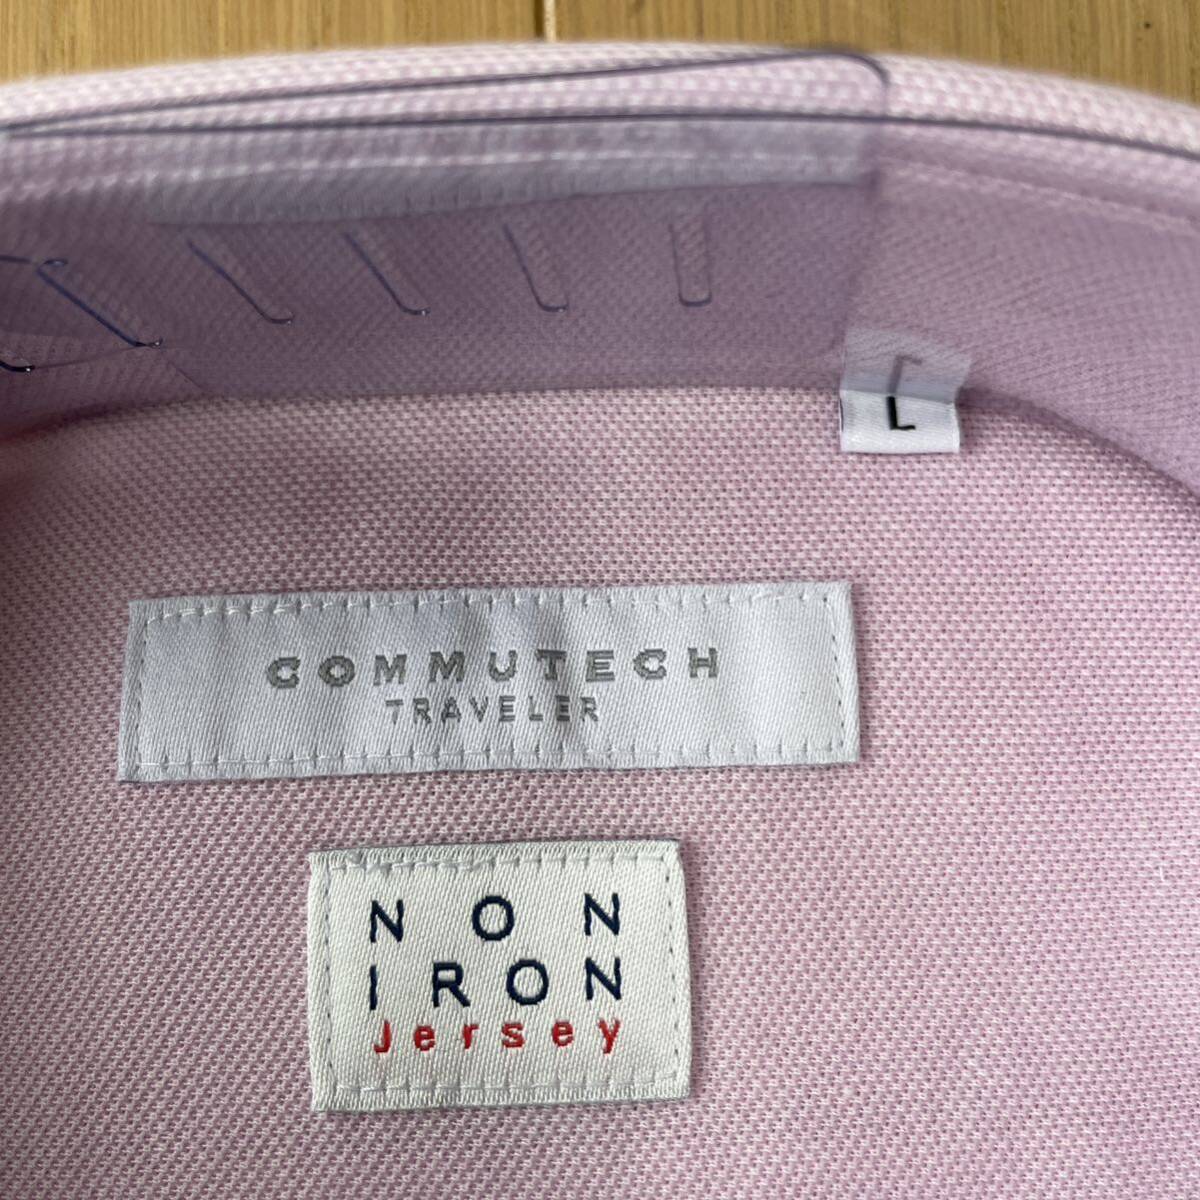 L
COMMUTECH
TRAVELER
NON
IRON
Jersey